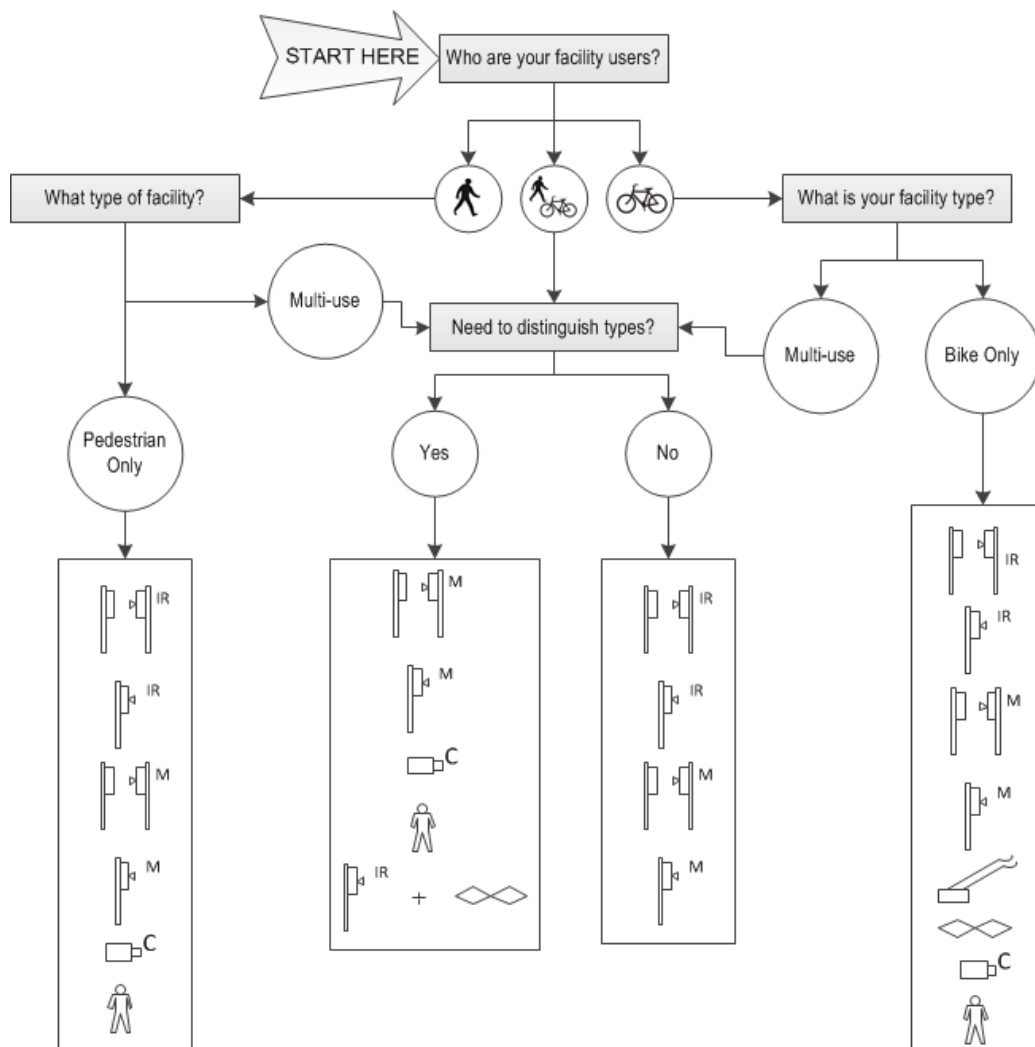 START HERE
Who are your facility users?
What type of facility?
What is your facility type?
Multi-use
Need to distinguish types?
Multi-use
Bike Only
Pedestrian
Only
Yes
No
IR
IR
M
M
C
M
M
C
IR
+
IR
IR
M
M
IR
IR
M
M
C